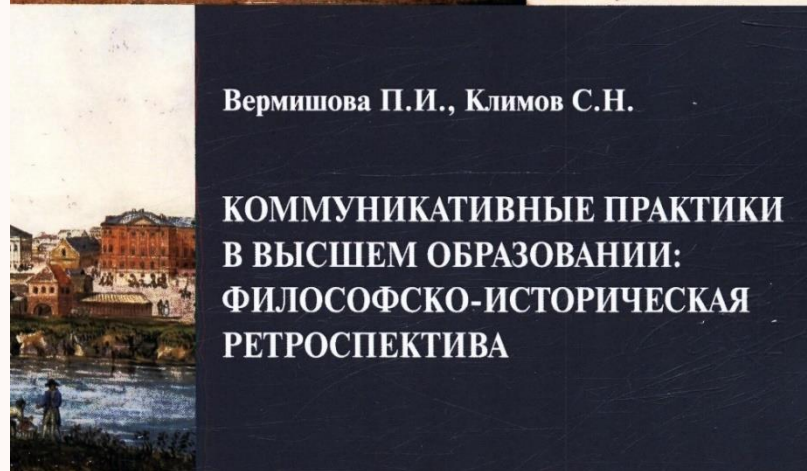 Вермишова П.И., Климов С.Н.
КОММУНИКАТИВНЫЕ ПРАКТИКИ
В ВЫСШЕМ ОБРАЗОВАНИИ:
ФИЛОСОФСКО-ИСТОРИЧЕСКАЯ
РЕТРОСПЕКТИВА